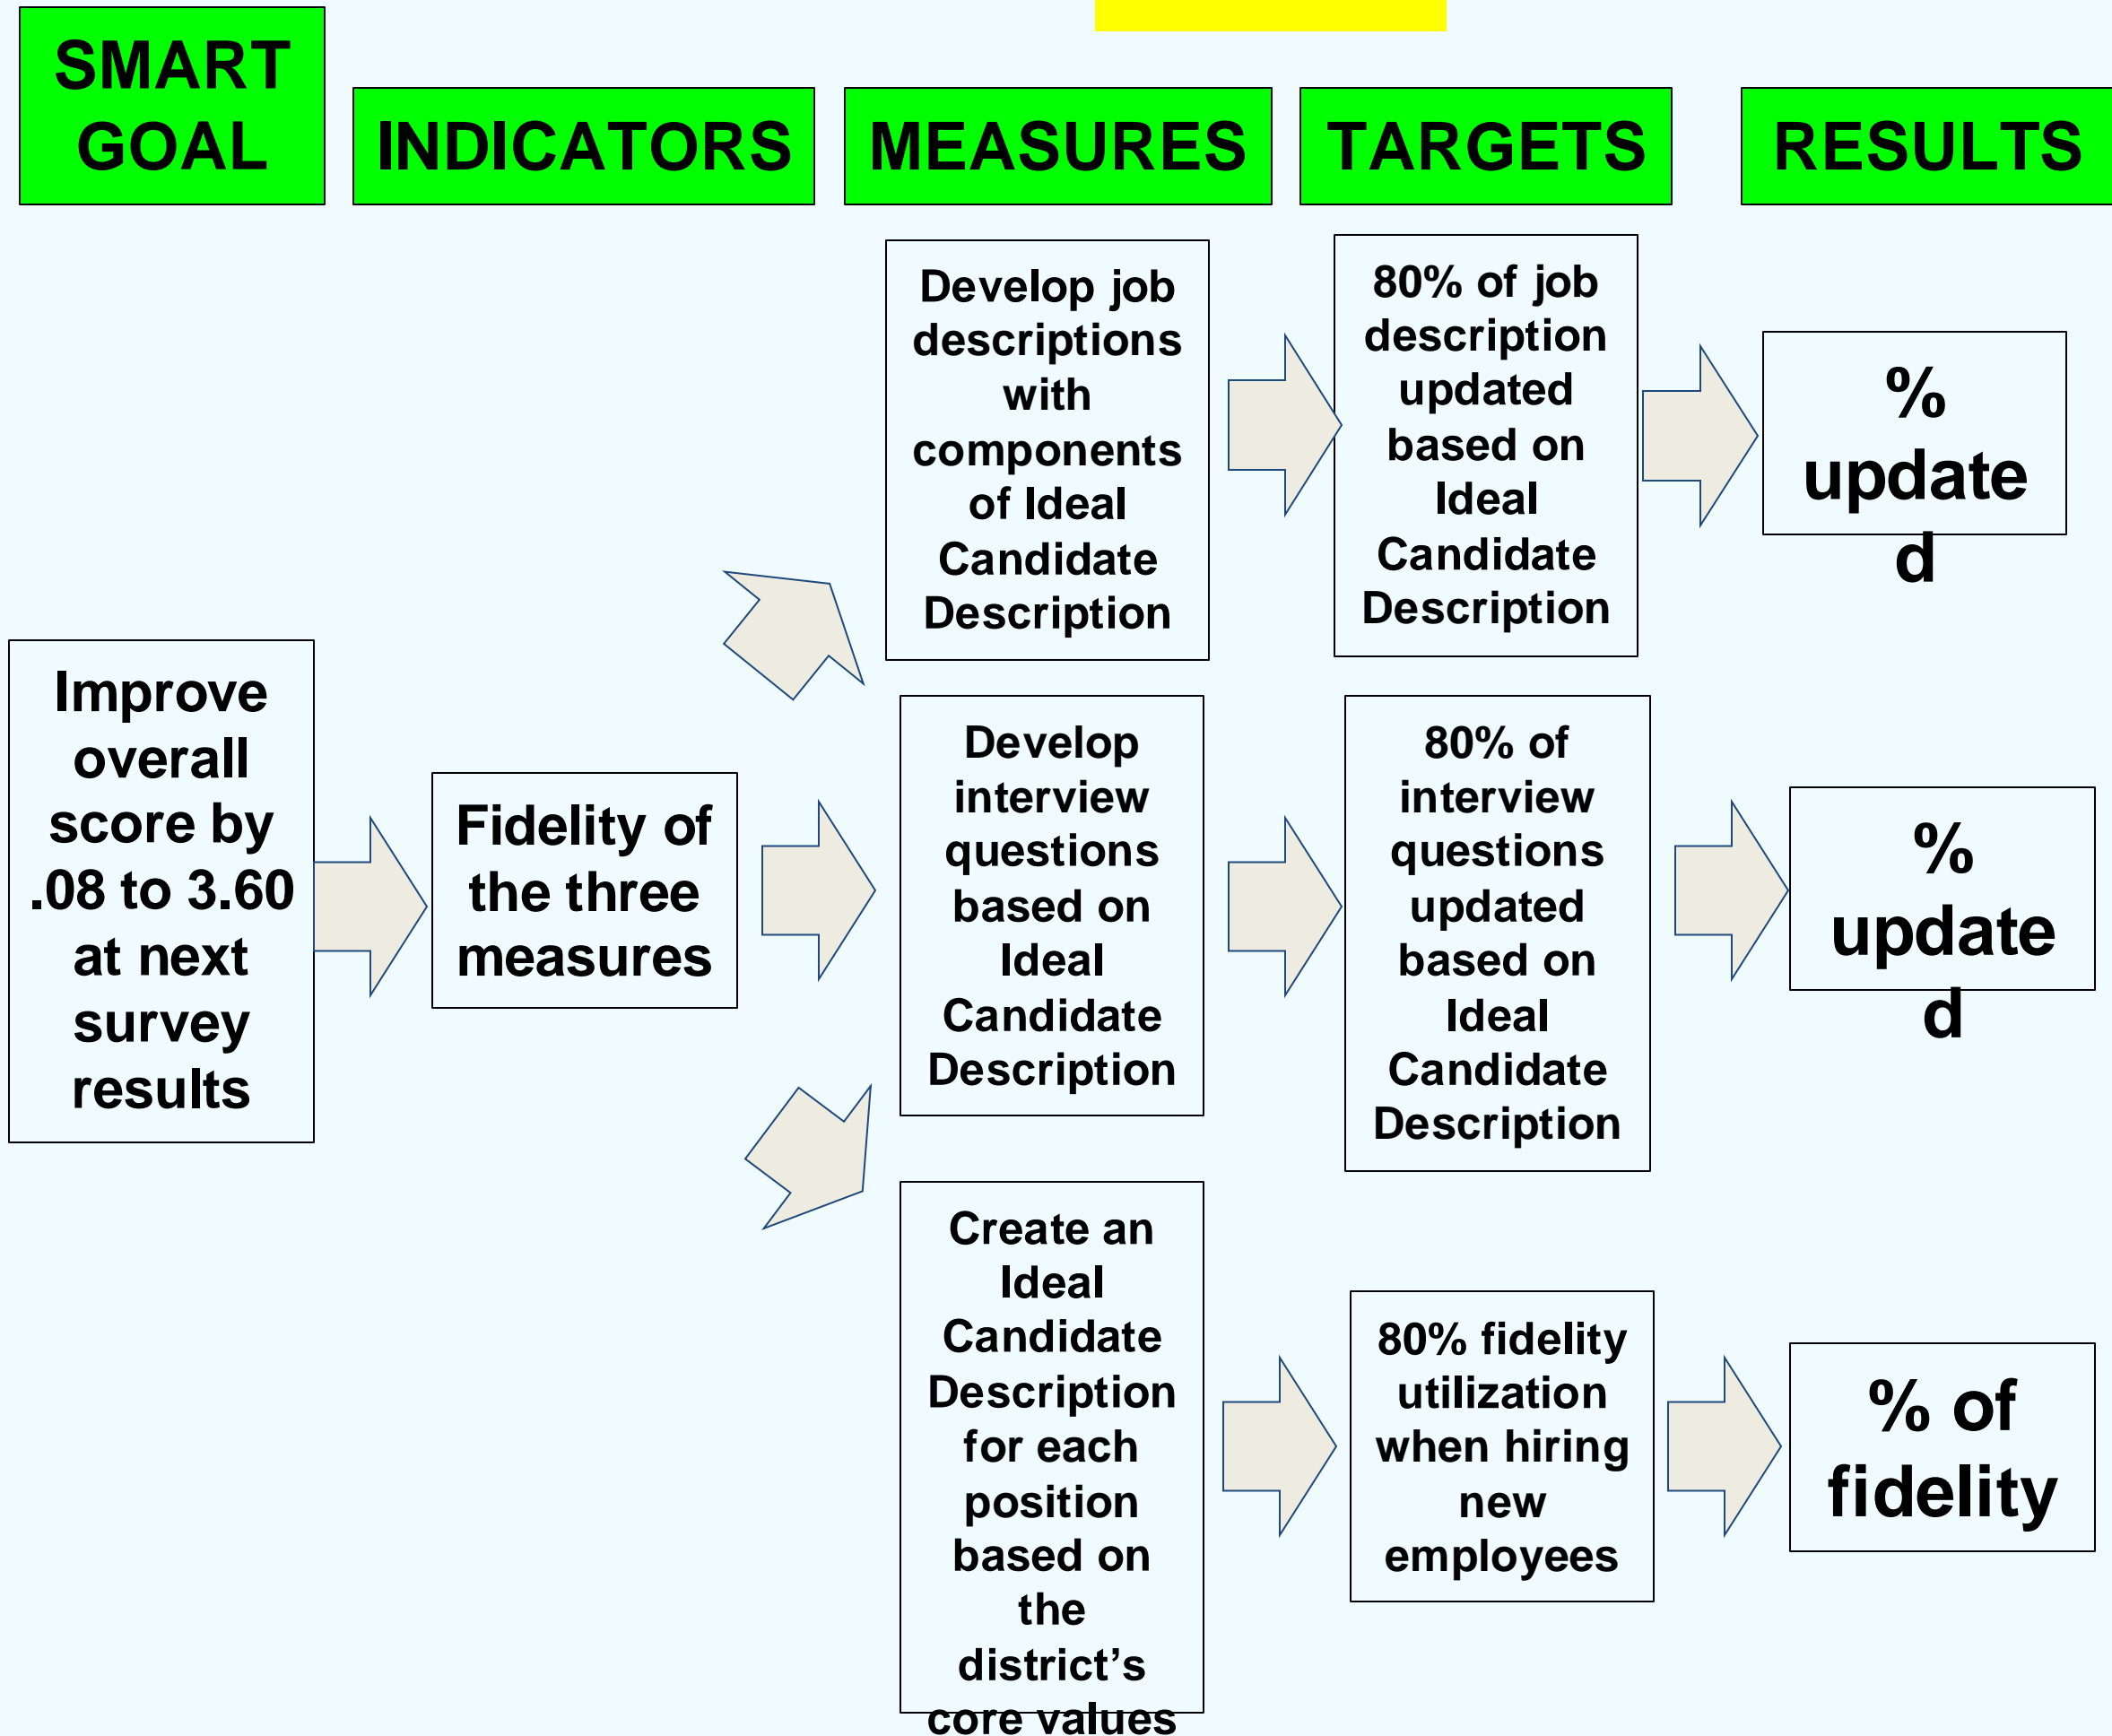 SMART
GOAL
INDICATORS
MEASURES
TARGETS
RESULTS
Improve
overall
score by
.08 to 3.60
at next
survey
results
Fidelity of
the three
measures
Develop job
descriptions
with
components
of Ideal
Candidate
Description
80% of job
description
updated
based on
Ideal
Candidate
Description
%
update
d
Develop
interview
questions
based on
Ideal
Candidate
Description
80% of
interview
questions
updated
based on
Ideal
Candidate
Description
%
update
d
Create an
Ideal
Candidate
Description
for each
position
based on
the
district’s
core values
80% fidelity
utilization
when hiring
new
employees
% of
fidelity